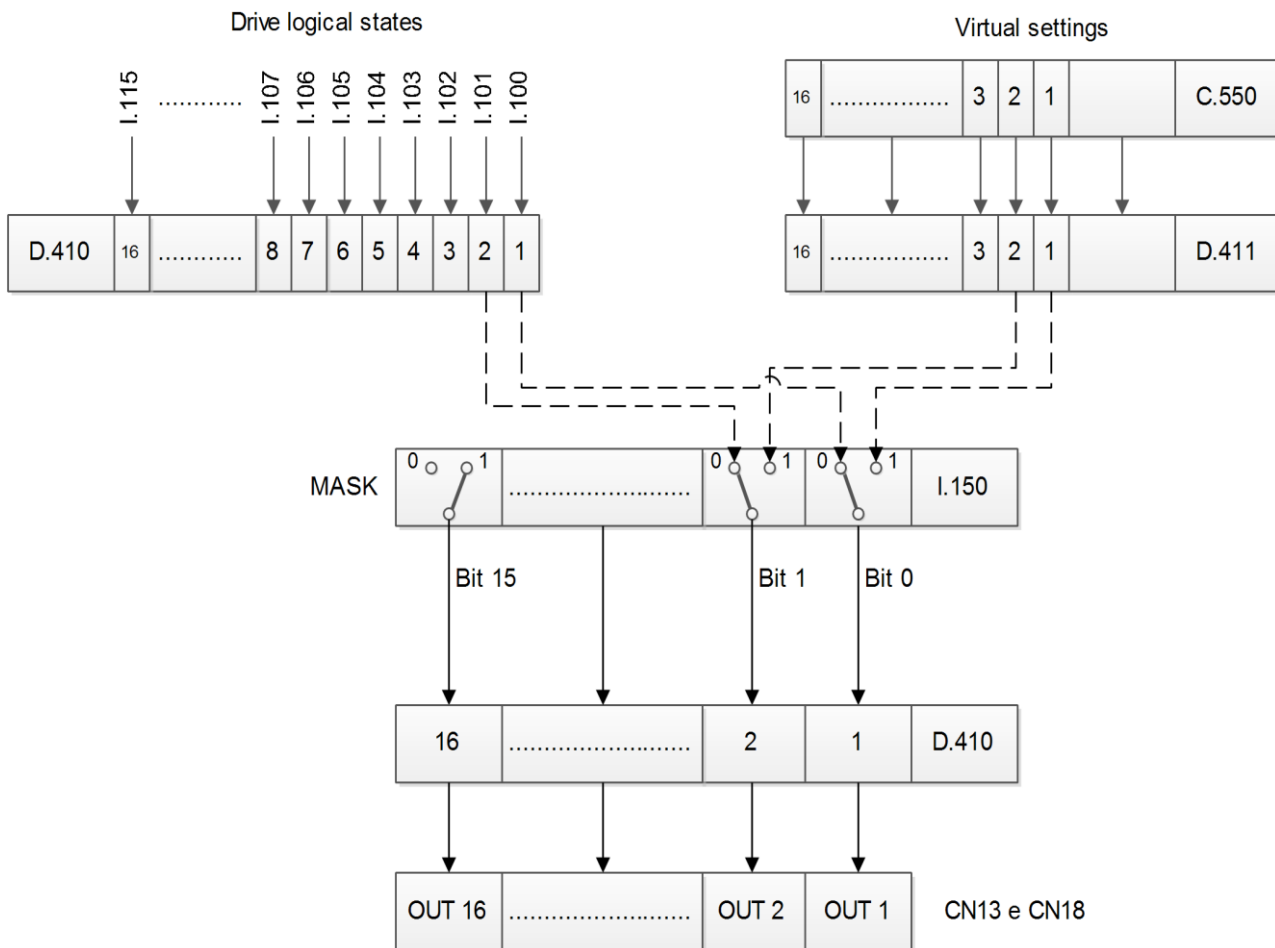 Drive logical states
Virtual settings
I.115 ............ I.107 I.106 I.105 I.104 I.103 I.102 I.101 I.100
16 ................. 3 2 1 C.550
D.410 16 ............ 8 7 6 5 4 3 2 1
16 ................. 3 2 1 D.411
MASK 0 1 .......................... 0 1 0 1 I.150
Bit 15 Bit 1 Bit 0
16 .......................... 2 1 D.410
OUT 16 .......................... OUT 2 OUT 1 CN13 e CN18